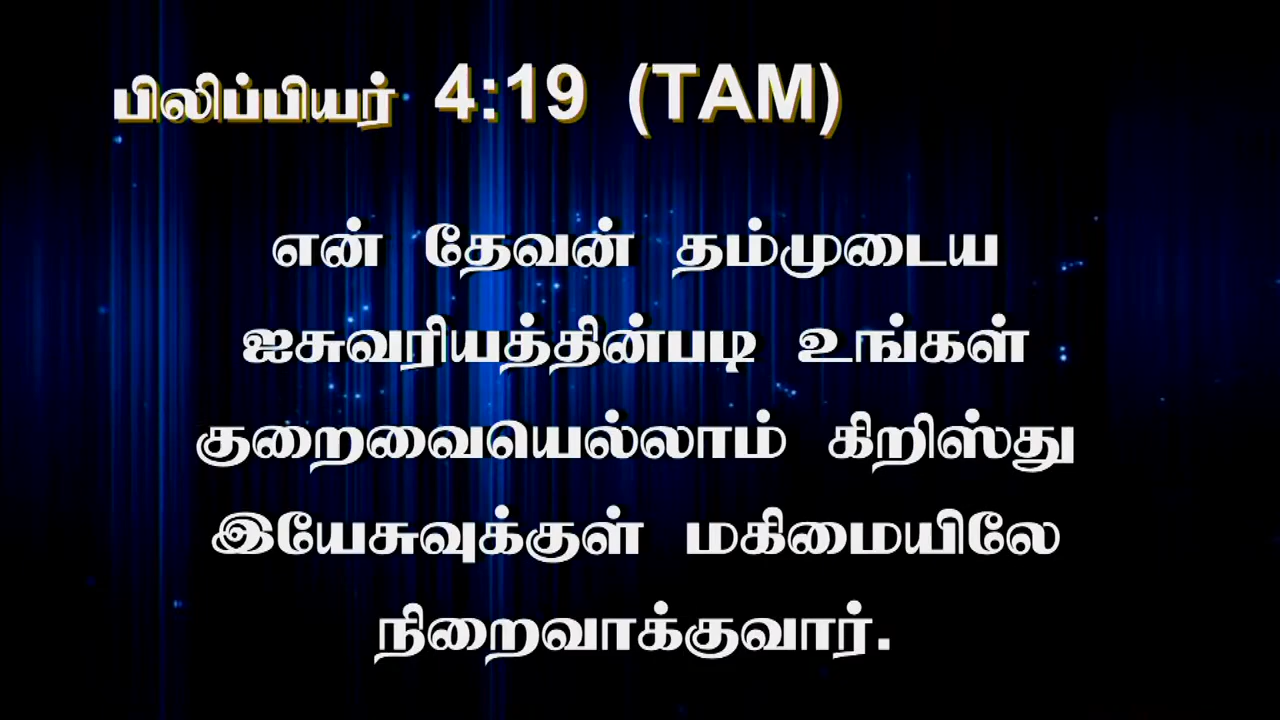 பிலிப்பியர் 4:19 (TAM)
என் தேவன் தம்முடைய
ஐசுவரியத்தின்படி உங்கள்
குறைவையெல்லாம் கிறிஸ்து
இயேசுவுக்குள் மகிமையிலே
நிறைவாக்குவார்.